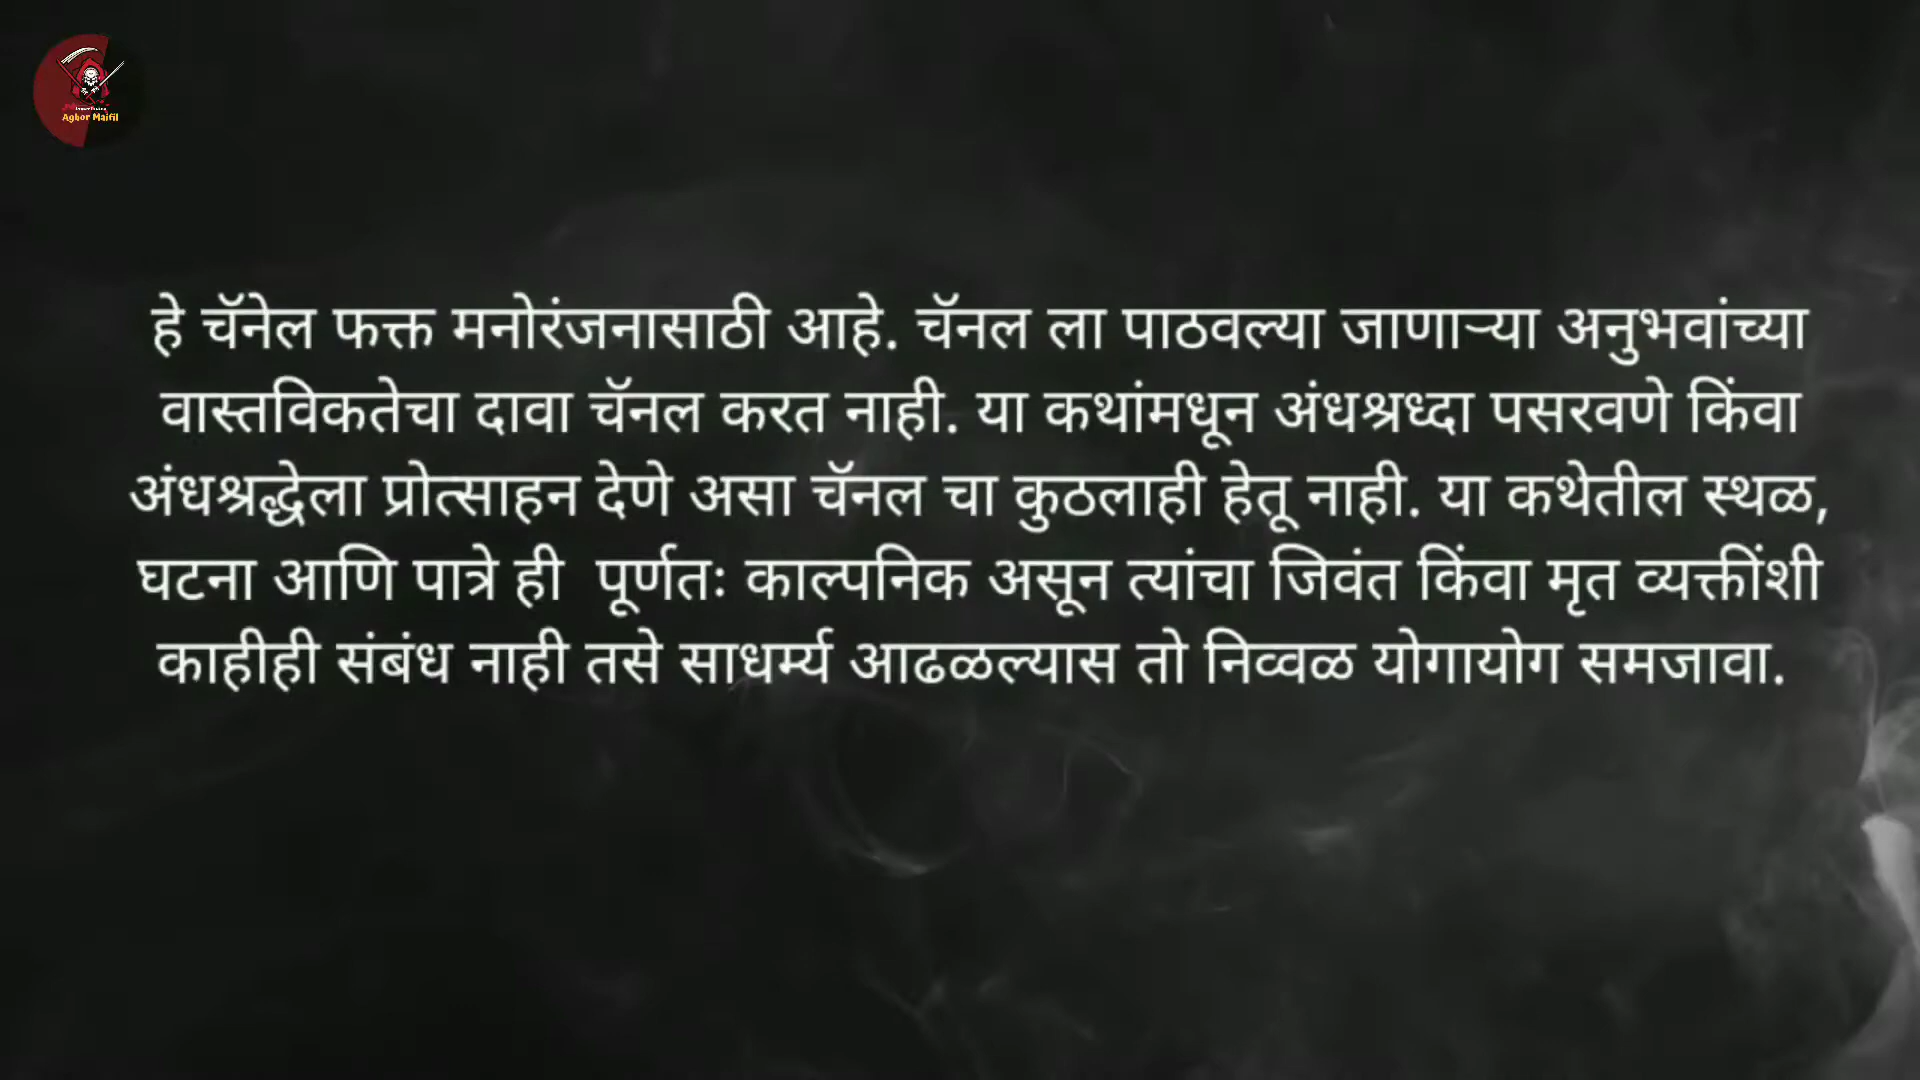 Aghor Maifil
हे चॅनेल फक्त मनोरंजनासाठी आहे. चॅनल ला पाठवल्या जाणाऱ्या अनुभवांच्या
वास्तविकतेचा दावा चॅनल करत नाही. या कथांमधून अंधश्रध्दा पसरवणे किंवा
अंधश्रद्धेला प्रोत्साहन देणे असा चॅनल चा कुठलाही हेतू नाही. या कथेतील स्थळ,
घटना आणि पात्रे ही पूर्णतः काल्पनिक असून त्यांचा जिवंत किंवा मृत व्यक्तींशी
काहीही संबंध नाही तसे साधर्म्य आढळल्यास तो निव्वळ योगायोग समजावा.